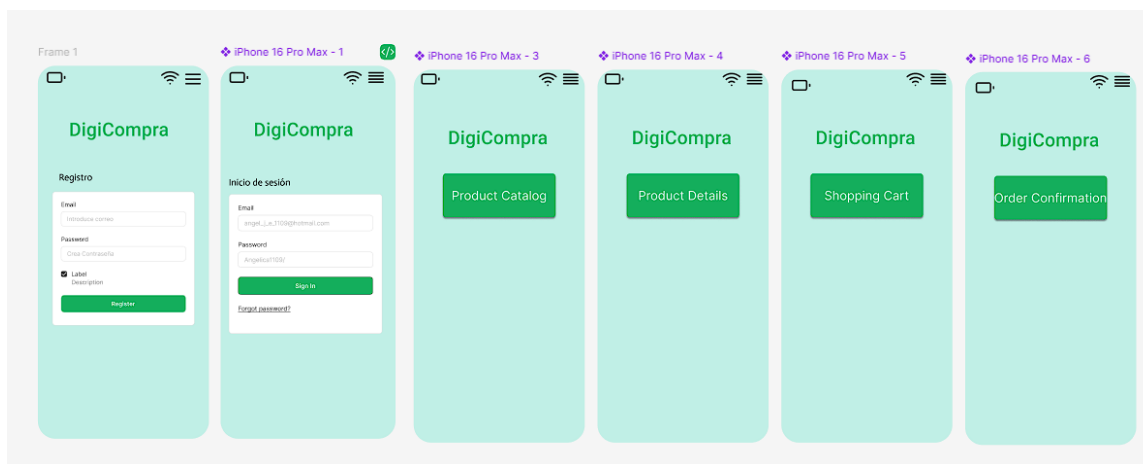 Frame 1
iPhone 16 Pro Max - 1
iPhone 16 Pro Max - 3
iPhone 16 Pro Max - 4
iPhone 16 Pro Max - 5
iPhone 16 Pro Max - 6
DigiCompra
Registro
Email
Introduce correo
Password
Crea Contraseña
Label
Description
Register
DigiCompra
Inicio de sesión
Email
engel_j_e_1109@hotmail.com
Password
Angelica1109/
Sign In
Forgot password?
DigiCompra
Product Catalog
DigiCompra
Product Details
DigiCompra
Shopping Cart
DigiCompra
Order Confirmation